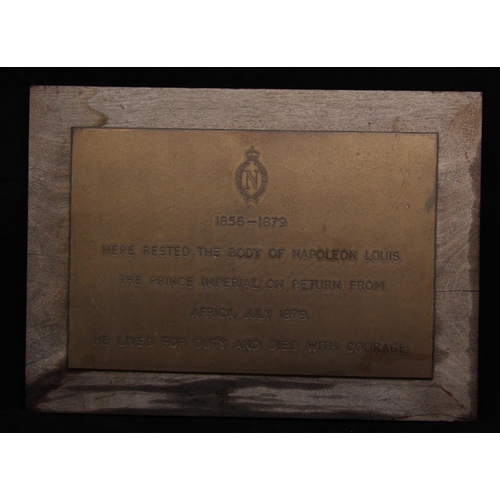 N
1856-1879
HERE RESTED THE BODY OF NAPOLEON LOUIS
THE PRINCE IMPERIAL ON RETURN FROM
AFRICA, JULY 1879.
HE LIVED FOR DUTY AND DIED WITH COURAGE.